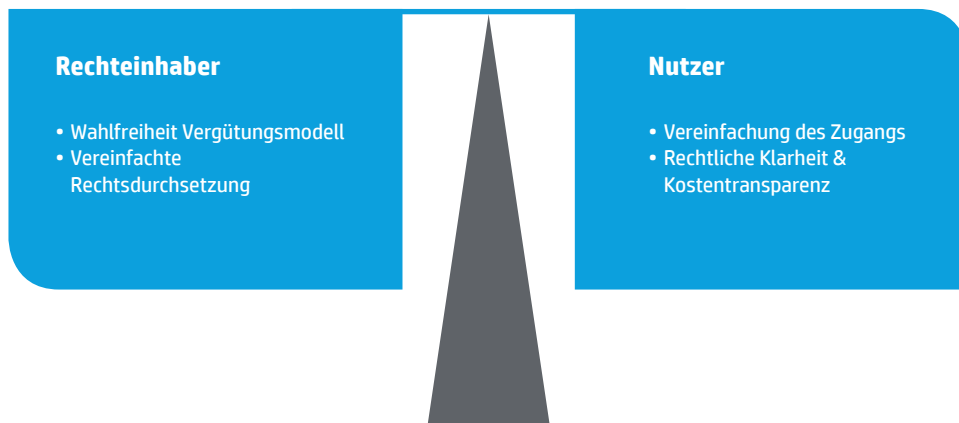 Rechteinhaber
• Wahlfreiheit Vergütungsmodell
• Vereinfachte
Rechtsdurchsetzung
Nutzer
• Vereinfachung des Zugangs
• Rechtliche Klarheit &
Kostentransparenz